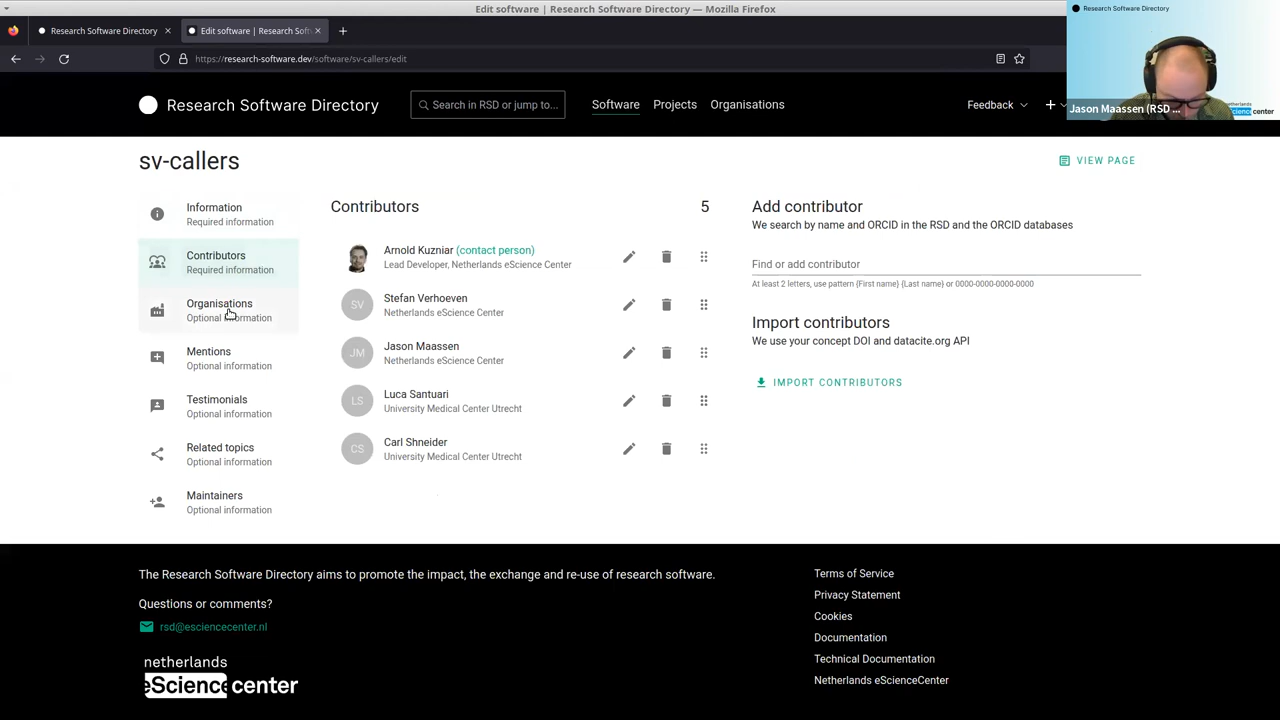 Edit software | Research Software Directory — Mozilla Firefox
Research Software Directory
Edit software | Research Soft
https://research-software.dev/software/sv-callers/edit
Research Software Directory
Jason Maassen (RSD ...
Research Software Directory
Search in RSD or jump to...
Software
Projects
Organisations
Feedback
sv-callers
VIEW PAGE
Information
Required information
Contributors
Required information
Organisations
Optional information
Mentions
Optional information
Testimonials
Optional information
Related topics
Optional information
Maintainers
Optional information
Contributors
5
Arnold Kuzniar (contact person)
Lead Developer, Netherlands eScience Center
SV
Stefan Verhoeven
Netherlands eScience Center
JM
Jason Maassen
Netherlands eScience Center
LS
Luca Santuari
University Medical Center Utrecht
CS
Carl Shneider
University Medical Center Utrecht
Add contributor
We search by name and ORCID in the RSD and the ORCID databases
Find or add contributor
At least 2 letters, use pattern {First name} {Last name} or 0000-0000-0000-0000
Import contributors
We use your concept DOI and datacite.org API
IMPORT CONTRIBUTORS
The Research Software Directory aims to promote the impact, the exchange and re-use of research software.
Questions or comments?
rsd@esciencecenter.nl
netherlands
eScience center
Terms of Service
Privacy Statement
Cookies
Documentation
Technical Documentation
Netherlands eScienceCenter